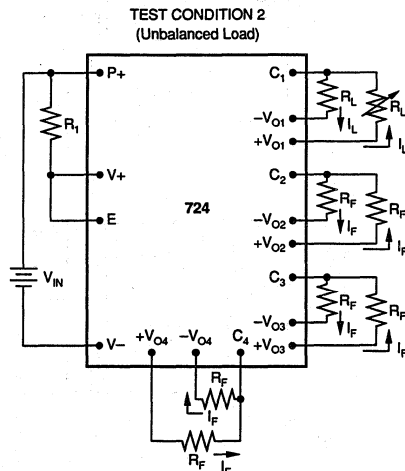 TEST CONDITION 2
(Unbalanced Load)
P+
C1
RL
RL
R1
IL
–VO1
+VO1
IL
V+
C2
E
724
RF
RF
–VO2
IF
+VO2
IF
VIN
C3
RF
RF
–VO3
IF
V–
+VO4
–VO4
C4
+VO3
IF
RF
IF
RF
IF